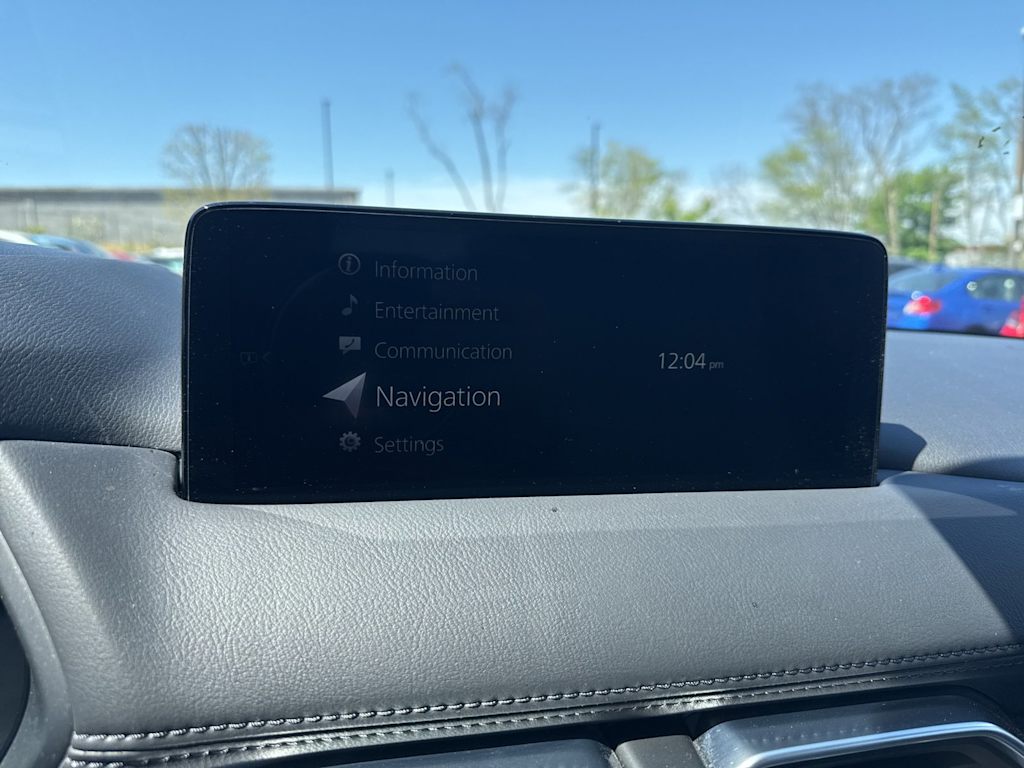 Information
Entertainment
Communication
Navigation
Settings
12:04 pm